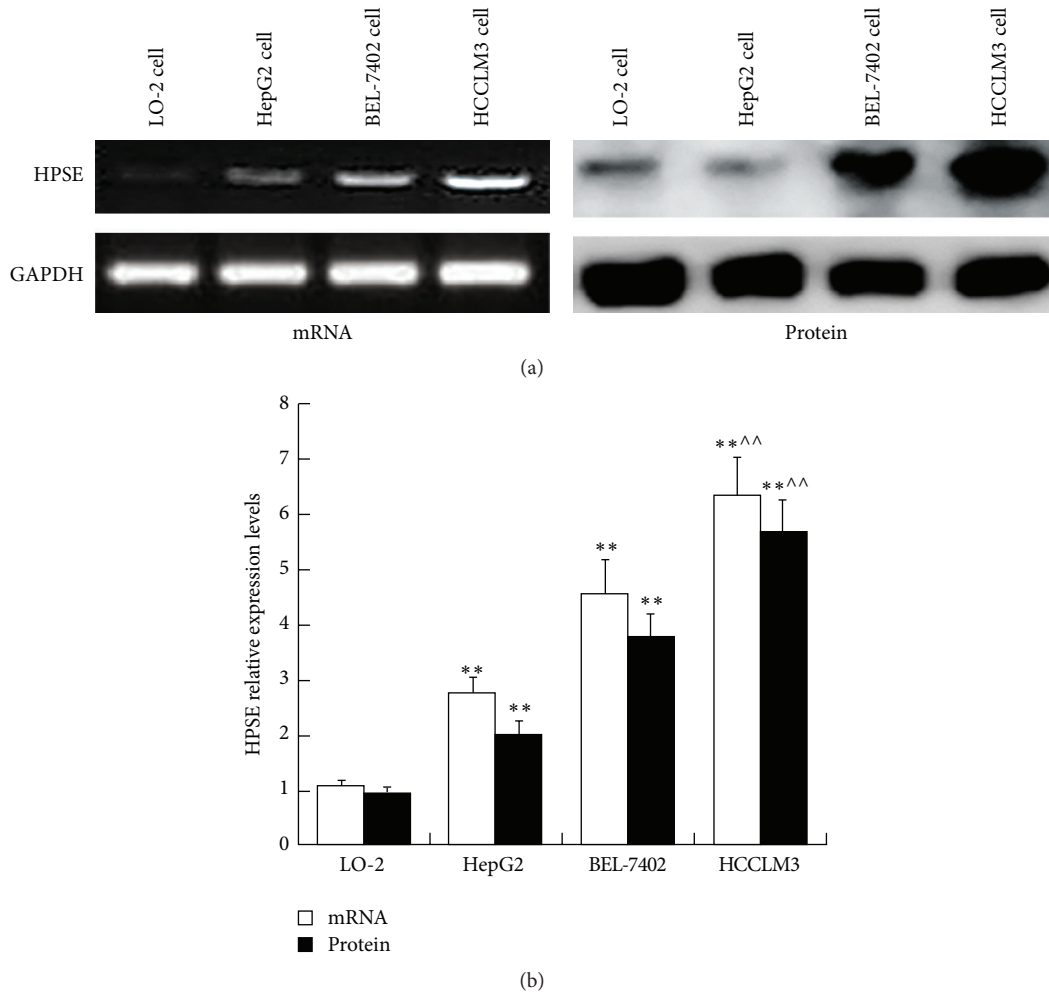 LO-2 cell
HepG2 cell
BEL-7402 cell
HCCLM3 cell
LO-2 cell
HepG2 cell
BEL-7402 cell
HCCLM3 cell
HPSE
GAPDH
mRNA
Protein
(a)
HPSE relative expression levels
8
7
6
5
4
3
2
1
0
**
**
**
**
**^^
**^^
LO-2
HepG2
BEL-7402
HCCLM3
mRNA
Protein
(b)